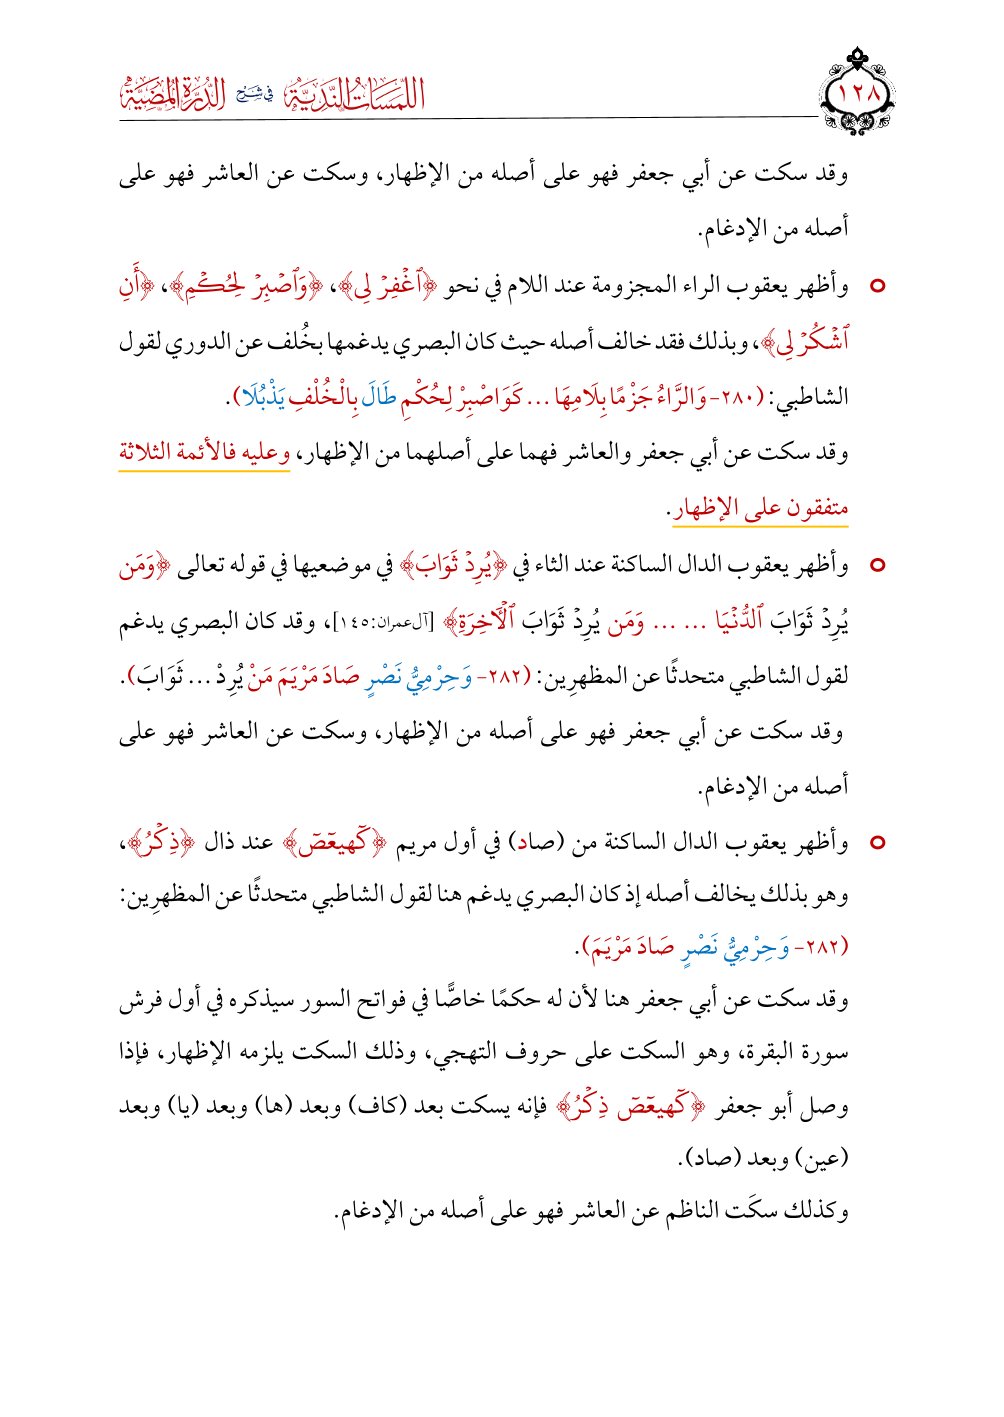 اللمسات الندية في شرح الدرة المضية
١٢٨
وقد سكت عن أبي جعفر فهو على أصله من الإظهار، وسكت عن العاشر فهو على
أصله من الإدغام.
وأظهر يعقوب الراء المجزومة عند اللام في نحو ﴿ٱغۡفِرۡ لِي﴾، ﴿وَٱصۡبِرۡ لِحُكۡمِ﴾، ﴿أَنِ
ٱشۡكُرۡ لِي﴾، وبذلك فقد خالف أصله حيث كان البصري يدغمها بخُلف عن الدوري لقول
الشاطبي: (٢٨٠- وَالرَّاءُ جَزْمًا بِلَامِهَا ... كَوَاصْبِرْ لِحُكْمِ طَالَ بِالْخُلْفِ يَذْبُلَا).
وقد سكت عن أبي جعفر والعاشر فهما على أصلهما من الإظهار، وعليه فالأئمة الثلاثة
متفقون على الإظهار.
وأظهر يعقوب الدال الساكنة عند الثاء في ﴿يُرِدۡ ثَوَابَ﴾ في موضعيها في قوله تعالى ﴿وَمَن
يُرِدۡ ثَوَابَ ٱلدُّنۡيَا ... ... وَمَن يُرِدۡ ثَوَابَ ٱلۡأٓخِرَةِ﴾ [آل عمران:١٤٥]، وقد كان البصري يدغم
لقول الشاطبي متحدثًا عن المظهرِين: (٢٨٢- وَحِرْمِيُّ نَصْرٍ صَادَ مَرْيَمَ مَنْ يُرِدْ ... ثَوَابَ).
وقد سكت عن أبي جعفر فهو على أصله من الإظهار، وسكت عن العاشر فهو على
أصله من الإدغام.
وأظهر يعقوب الدال الساكنة من (صاد) في أول مريم ﴿كٓهيعٓصٓ﴾ عند ذال ﴿ذِكۡرُ﴾،
وهو بذلك يخالف أصله إذ كان البصري يدغم هنا لقول الشاطبي متحدثًا عن المظهرِين:
(٢٨٢- وَحِرْمِيُّ نَصْرٍ صَادَ مَرْيَمَ).
وقد سكت عن أبي جعفر هنا لأن له حكمًا خاصًّا في فواتح السور سيذكره في أول فرش
سورة البقرة، وهو السكت على حروف التهجي، وذلك السكت يلزمه الإظهار، فإذا
وصل أبو جعفر ﴿كٓهيعٓصٓ ذِكۡرُ﴾ فإنه يسكت بعد (كاف) وبعد (ها) وبعد (يا) وبعد
(عين) وبعد (صاد).
وكذلك سكَت الناظم عن العاشر فهو على أصله من الإدغام.